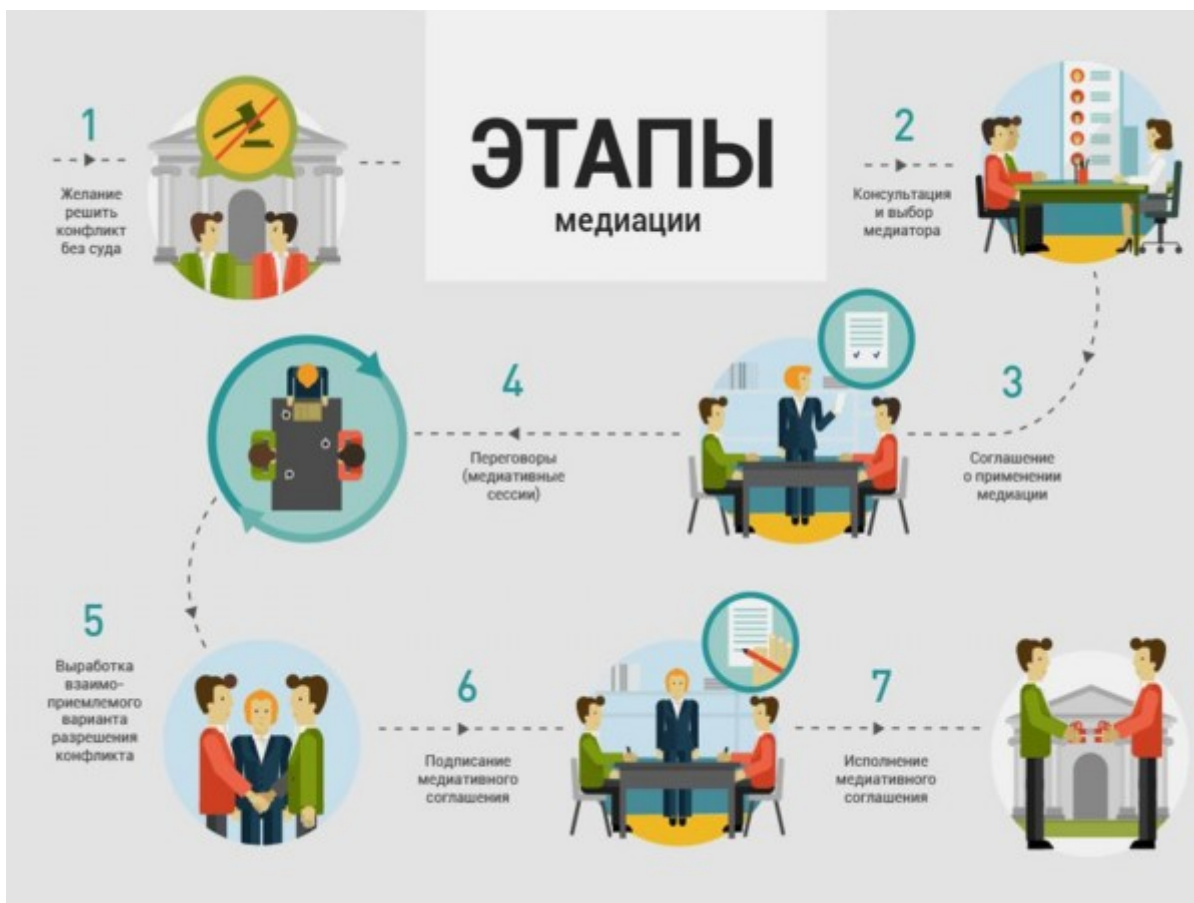 ЭТАПЫ
медиации
1
Желание
решить
конфликт
без суда
2
Консультация
и выбор
медиатора
3
Соглашение
о применении
медиации
4
Переговоры
(медиативные
сессии)
5
Выработка
взаимо-
приемлемого
варианта
разрешения
конфликта
6
Подписание
медиативного
соглашения
7
Исполнение
медиативного
соглашения